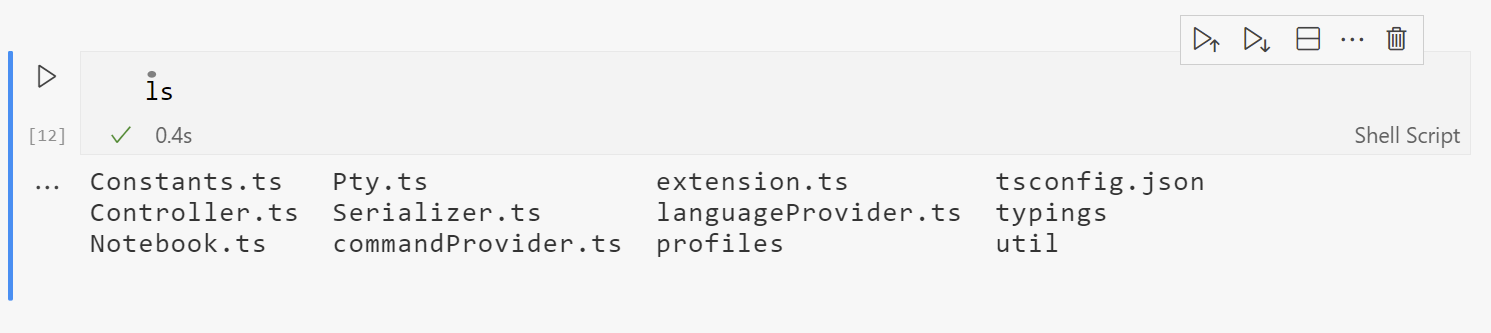 ls
[12] 0.4s Shell Script
Constants.ts Pty.ts extension.ts tsconfig.json
Controller.ts Serializer.ts languageProvider.ts typings
Notebook.ts commandProvider.ts profiles util